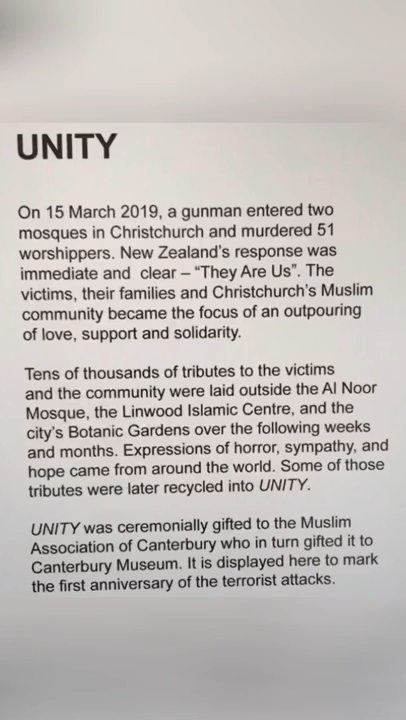 UNITY
On 15 March 2019, a gunman entered two
mosques in Christchurch and murdered 51
worshippers. New Zealand's response was
immediate and clear – "They Are Us". The
victims, their families and Christchurch's Muslim
community became the focus of an outpouring
of love, support and solidarity.
Tens of thousands of tributes to the victims
and the community were laid outside the Al Noor
Mosque, the Linwood Islamic Centre, and the
city's Botanic Gardens over the following weeks
and months. Expressions of horror, sympathy, and
hope came from around the world. Some of those
tributes were later recycled into UNITY.
UNITY was ceremonially gifted to the Muslim
Association of Canterbury who in turn gifted it to
Canterbury Museum. It is displayed here to mark
the first anniversary of the terrorist attacks.